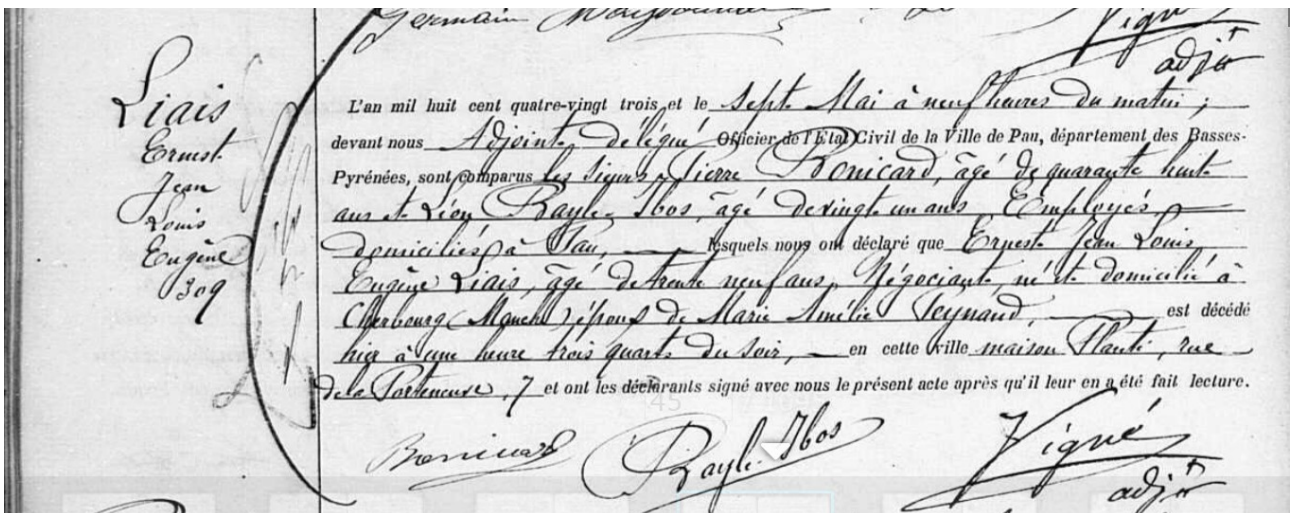 Germain
Vigné
adjt
Liais
Ernest
Jean
Louis
Eugène
309
L'an mil huit cent quatre-vingt trois, et le sept Mai à neuf heures du matin ;
devant nous Adjoint délégué Officier de l'Etat Civil de la Ville de Pau, département des Basses-
Pyrénées, sont comparus les sieurs Pierre Bonicard, âgé de quarante huit
ans et Léon Bayle-Ibos, âgé de vingt un ans Employés
domiciliés à Pau, lesquels nous ont déclaré que Ernest Jean Louis
Eugène Liais, âgé de trente neuf ans, Négociant, né et domicilié à
Cherbourg (Manche), époux de Marie Amélie Teynaud, est décédé
hier à une heure trois quarts du soir, en cette ville maison Planté, rue
de la Porteneuve, 7 et ont les déclarants signé avec nous le présent acte après qu'il leur en a été fait lecture.
45
Bonicard
Bayle-Ibos
Vigné
adjt